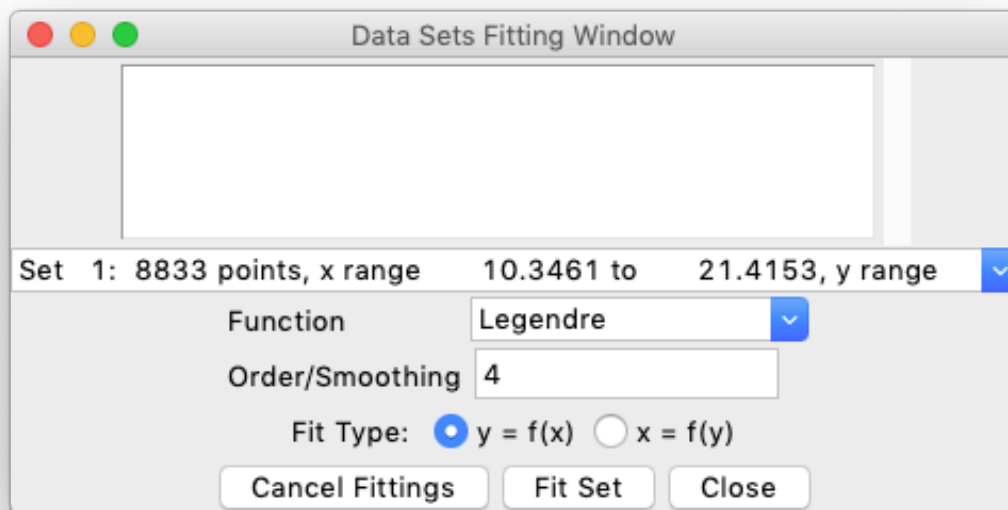 Data Sets Fitting Window
Set 1: 8833 points, x range 10.3461 to 21.4153, y range
Function Legendre
Order/Smoothing 4
Fit Type: y = f(x) x = f(y)
Cancel Fittings Fit Set Close